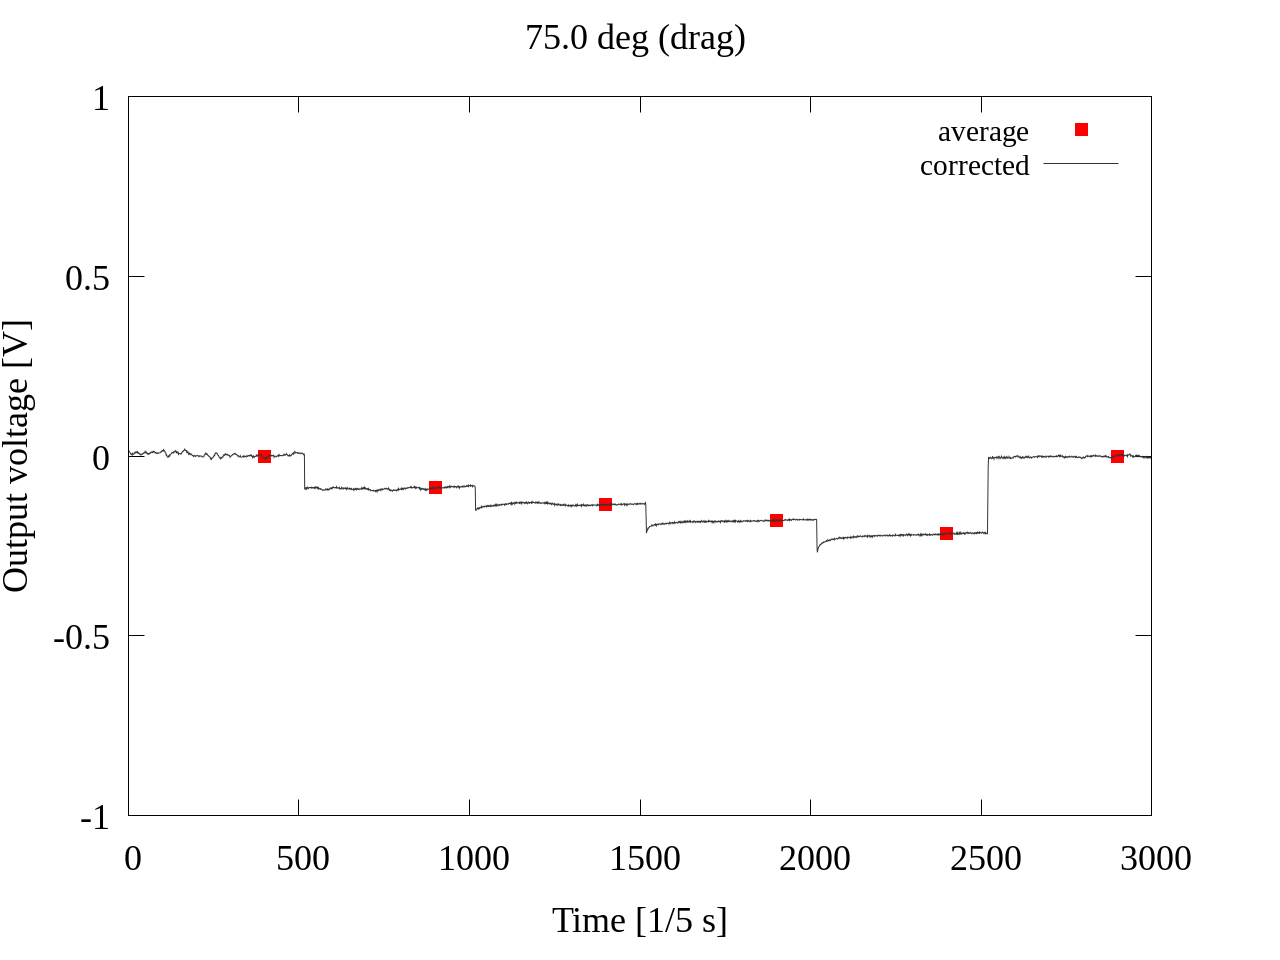 75.0 deg (drag)
1
average
corrected
0.5
0
-0.5
-1
Output voltage [V]
0 500 1000 1500 2000 2500 3000
Time [1/5 s]